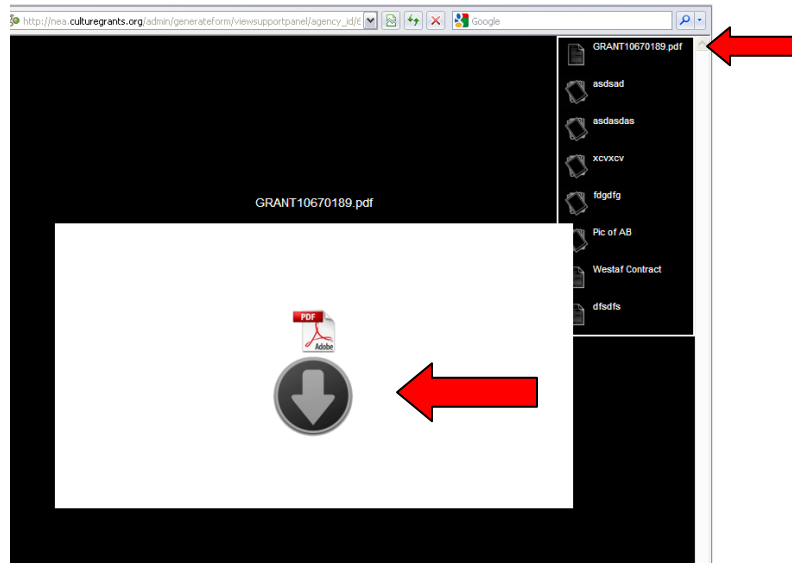 http://nea.culturegrants.org/admin/generateform/viewsupportpanel/agency_id/6
Google
GRANT10670189.pdf
asdsad
asdasdas
xcvxcv
fdgdfg
Pic of AB
Westaf Contract
dfsdfs
GRANT10670189.pdf
PDF
Adobe